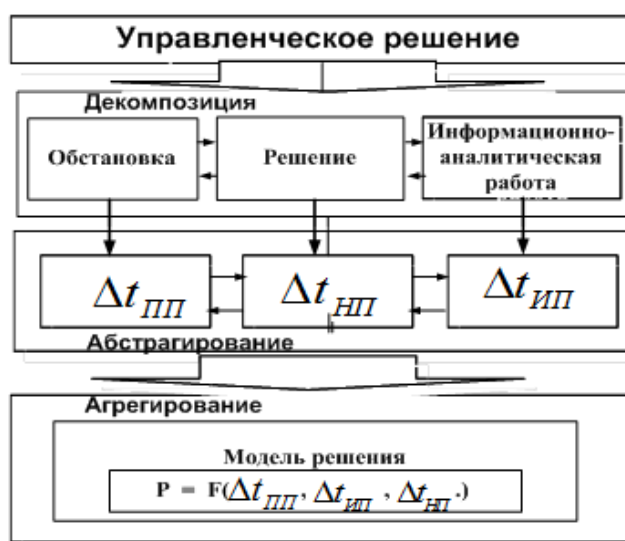 Управленческое решение
Декомпозиция
Обстановка
Решение
Информационно-
аналитическая
работа
Δt ПП
Δt НП
Δt ИП
Абстрагирование
Агрегирование
Модель решения
P = F(Δt ПП, Δt ИП , Δt НП.)